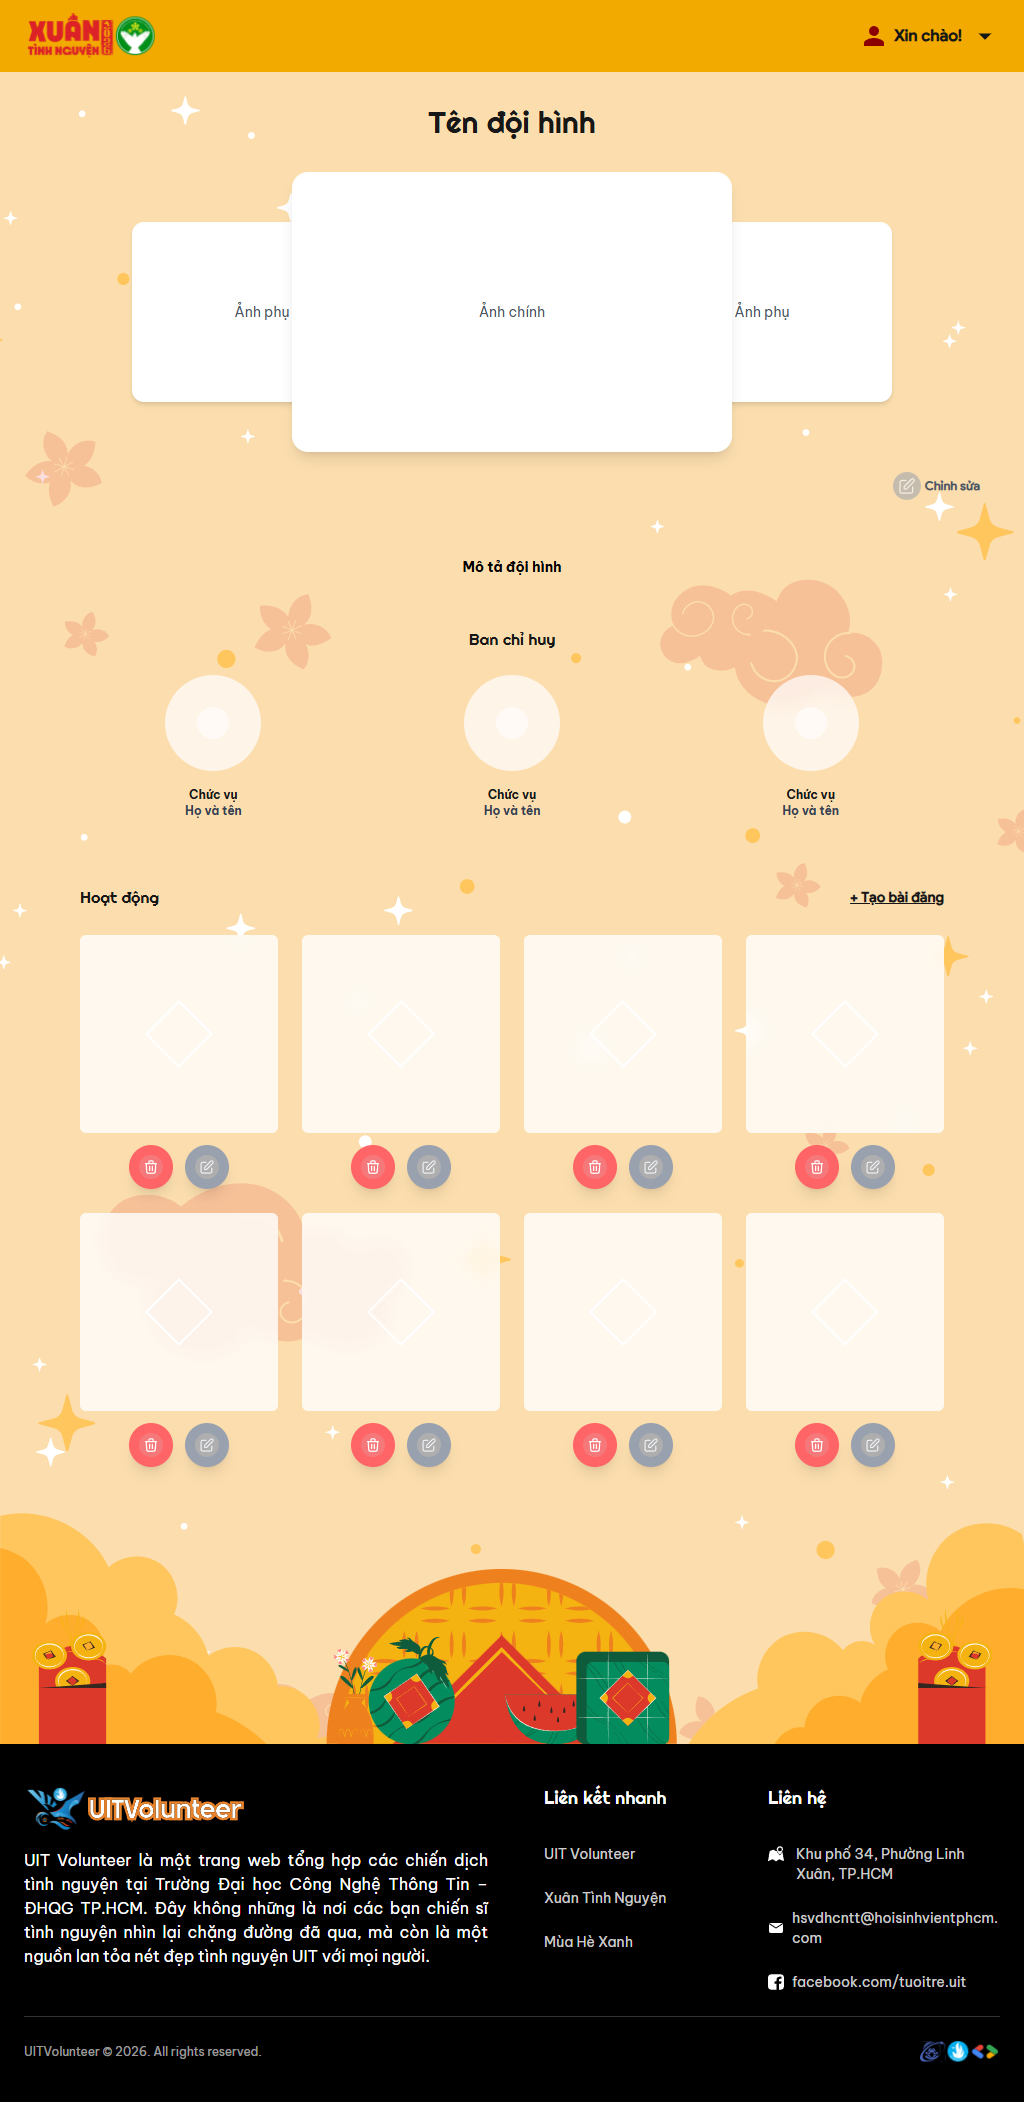 XUÂN
TÌNH NGUYỆN
Xin chào!
Tên đội hình
Ảnh phụ
Ảnh chính
Ảnh phụ
Chỉnh sửa
Mô tả đội hình
Ban chỉ huy
Chức vụ
Họ và tên
Chức vụ
Họ và tên
Chức vụ
Họ và tên
Hoạt động
+ Tạo bài đăng
UITVolunteer
UIT Volunteer là một trang web tổng hợp các chiến dịch
tình nguyện tại Trường Đại học Công Nghệ Thông Tin –
ĐHQG TP.HCM. Đây không những là nơi các bạn chiến sĩ
tình nguyện nhìn lại chặng đường đã qua, mà còn là một
nguồn lan tỏa nét đẹp tình nguyện UIT với mọi người.
Liên kết nhanh
UIT Volunteer
Xuân Tình Nguyện
Mùa Hè Xanh
Liên hệ
Khu phố 34, Phường Linh
Xuân, TP.HCM
hsvdhcntt@hoisinhvientphcm.
com
facebook.com/tuoitre.uit
UITVolunteer © 2026. All rights reserved.